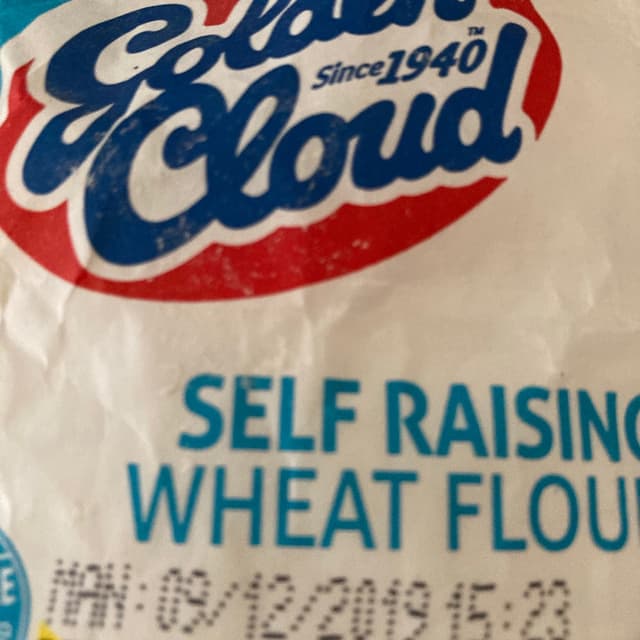 Golden
Since 1940™
Cloud
SELF RAISING
WHEAT FLOU
MAN: 09/12/2019 15:23